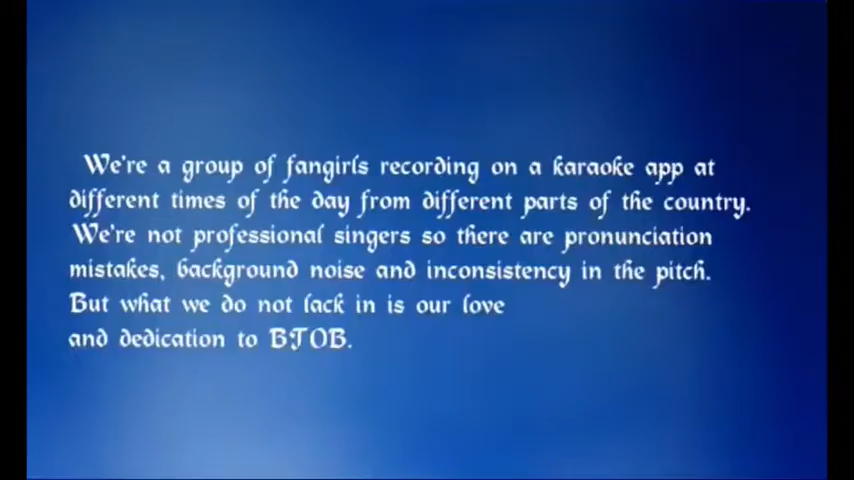 We're a group of fangirls recording on a karaoke app at
different times of the day from different parts of the country.
We're not professional singers so there are pronunciation
mistakes, background noise and inconsistency in the pitch.
But what we do not lack in is our love
and dedication to BTOB.